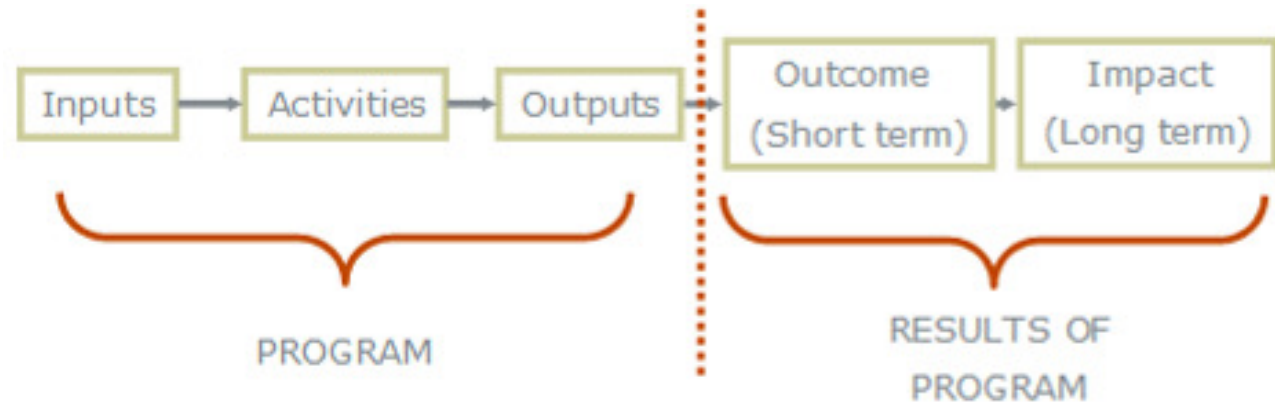 Inputs
Activities
Outputs
Outcome
(Short term)
Impact
(Long term)
PROGRAM
RESULTS OF
PROGRAM